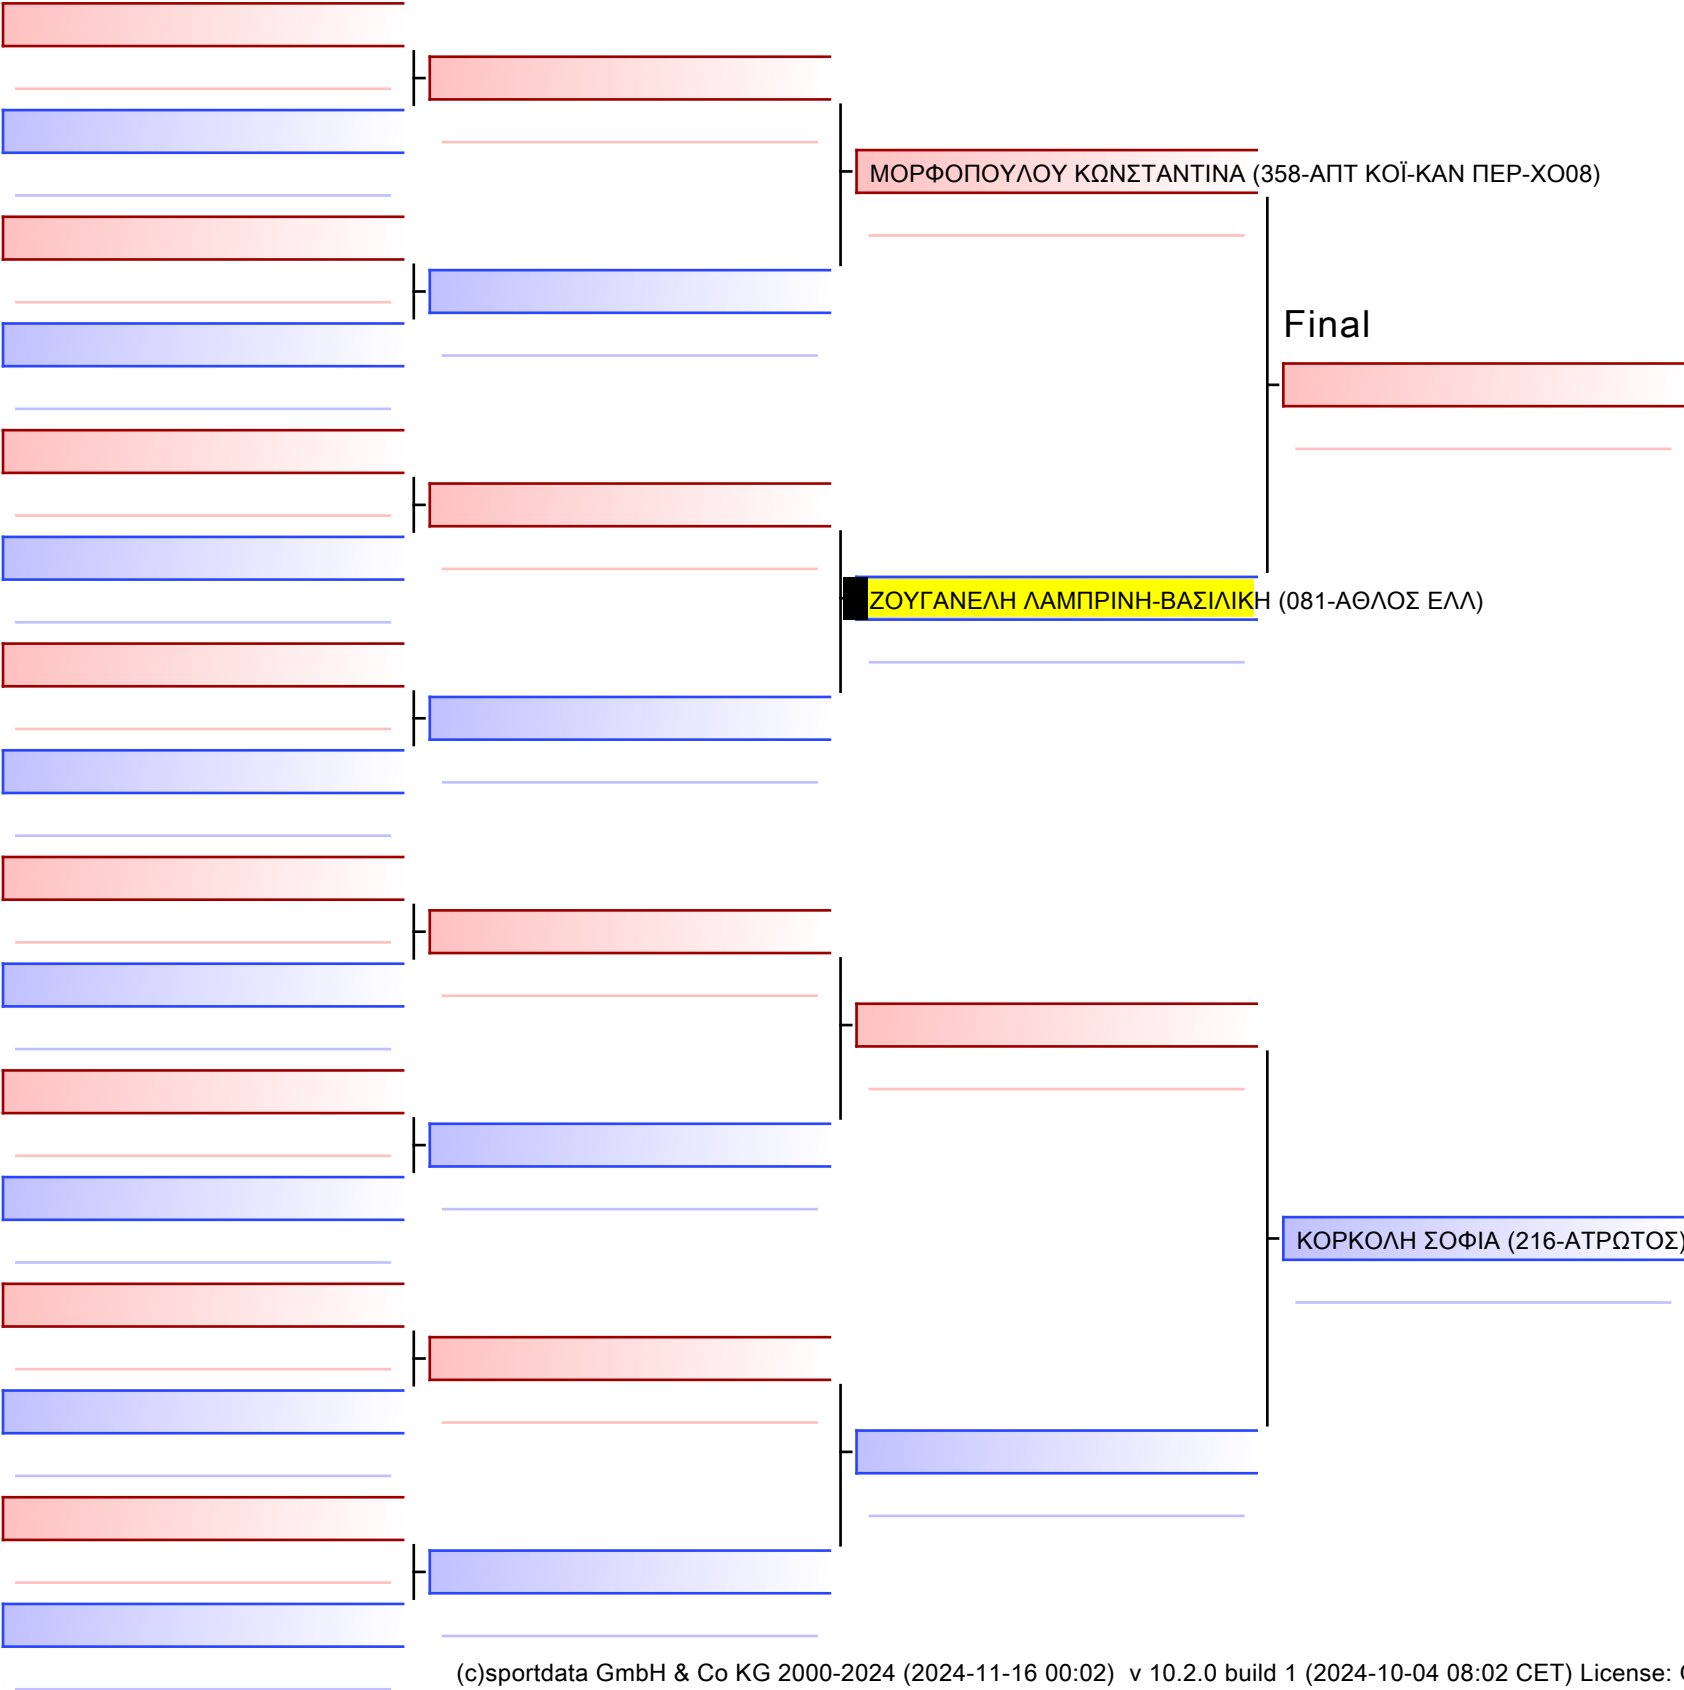 ΜΟΡΦΟΠΟΥΛΟΥ ΚΩΝΣΤΑΝΤΙΝΑ (358-ΑΠΤ ΚΟΪ-ΚΑΝ ΠΕΡ-ΧΟ08)
Final
ΖΟΥΓΑΝΕΛΗ ΛΑΜΠΡΙΝΗ-ΒΑΣΙΛΙΚΗ (081-ΑΘΛΟΣ ΕΛΛ)
ΚΟΡΚΟΛΗ ΣΟΦΙΑ (216-ΑΤΡΩΤΟΣ)
(c)sportdata GmbH & Co KG 2000-2024 (2024-11-16 00:02) v 10.2.0 build 1 (2024-10-04 08:02 CET) License: